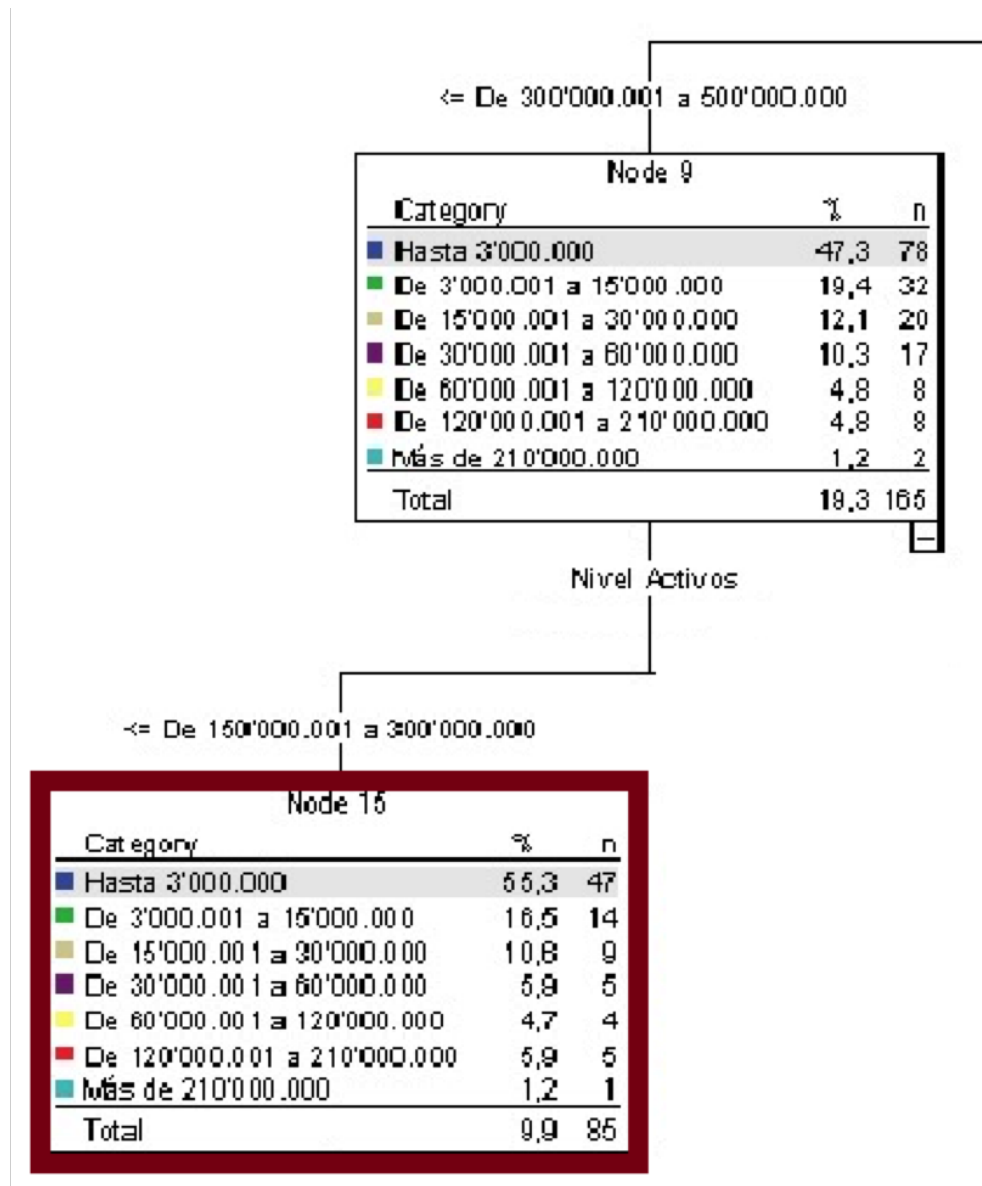 <= De 300'000.001 a 500'000.000
Node 9
Category % n
Hasta 3'000.000 47,3 78
De 3'000.001 a 15'000.000 19,4 32
De 15'000.001 a 30'000.000 12,1 20
De 30'000.001 a 60'000.000 10,3 17
De 60'000.001 a 120'000.000 4,8 8
De 120'000.001 a 210'000.000 4,8 8
Más de 210'000.000 1,2 2
Total 19,3 165
Nivel Activos
<= De 150'000.001 a 300'000.000
Node 15
Category % n
Hasta 3'000.000 55,3 47
De 3'000.001 a 15'000.000 16,5 14
De 15'000.001 a 30'000.000 10,6 9
De 30'000.001 a 60'000.000 5,9 5
De 60'000.001 a 120'000.000 4,7 4
De 120'000.001 a 210'000.000 5,9 5
Más de 210'000.000 1,2 1
Total 9,9 85